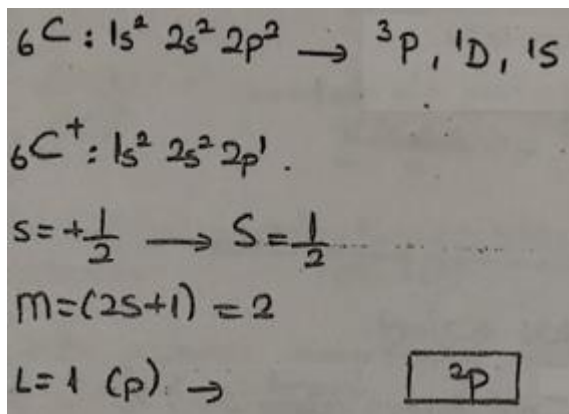 ₆C : 1s² 2s² 2p² → ³P, ¹D, ¹S
₆C⁺: 1s² 2s² 2p¹.
s=+1/2 → S=1/2
m=(2S+1) = 2
L=1 (p) → ²P